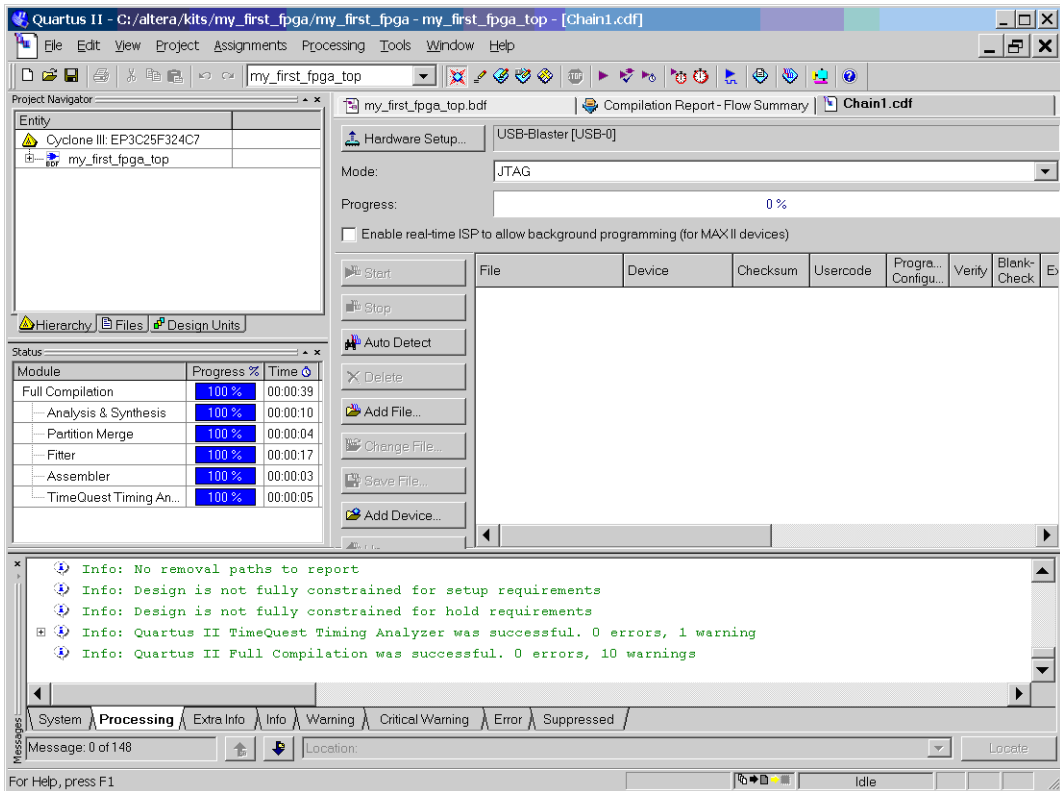 Quartus II - C:/altera/kits/my_first_fpga/my_first_fpga - my_first_fpga_top - [Chain1.cdf]
File Edit View Project Assignments Processing Tools Window Help
my_first_fpga_top
Project Navigator
Entity
Cyclone III: EP3C25F324C7
my_first_fpga_top
Hierarchy Files Design Units
Status
Module Progress % Time
Full Compilation 100 % 00:00:39
Analysis & Synthesis 100 % 00:00:10
Partition Merge 100 % 00:00:04
Fitter 100 % 00:00:17
Assembler 100 % 00:00:03
TimeQuest Timing An... 100 % 00:00:05
my_first_fpga_top.bdf Compilation Report - Flow Summary Chain1.cdf
Hardware Setup... USB-Blaster [USB-0]
Mode: JTAG
Progress: 0 %
Enable real-time ISP to allow background programming (for MAX II devices)
Start
Stop
Auto Detect
Delete
Add File...
Change File...
Save File...
Add Device...
File Device Checksum Usercode Progra... Configu... Verify Blank-Check Ex
Info: No removal paths to report
Info: Design is not fully constrained for setup requirements
Info: Design is not fully constrained for hold requirements
Info: Quartus II TimeQuest Timing Analyzer was successful. 0 errors, 1 warning
Info: Quartus II Full Compilation was successful. 0 errors, 10 warnings
System Processing Extra Info Info Warning Critical Warning Error Suppressed
Messages
Message: 0 of 148 Location: Locate
For Help, press F1 Idle